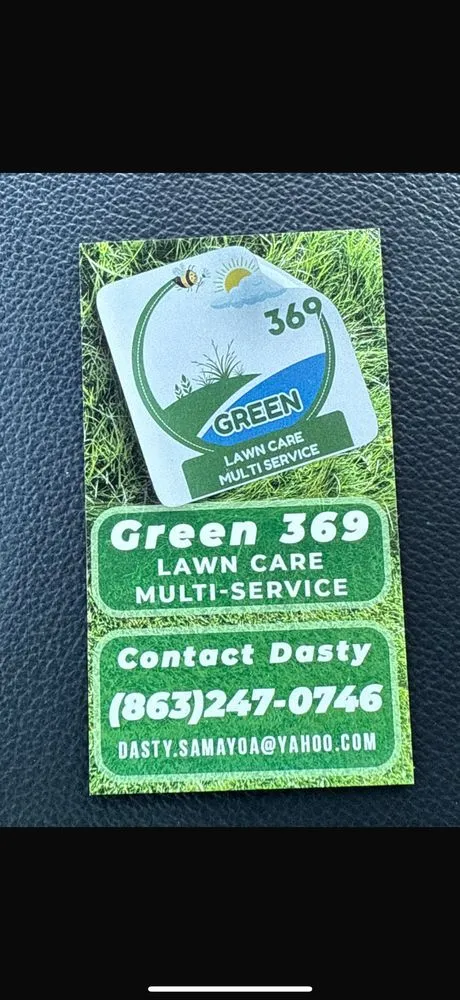 369
GREEN
LAWN CARE
MULTI SERVICE
Green 369
LAWN CARE
MULTI-SERVICE
Contact Dasty
(863)247-0746
DASTY.SAMAYOA@YAHOO.COM